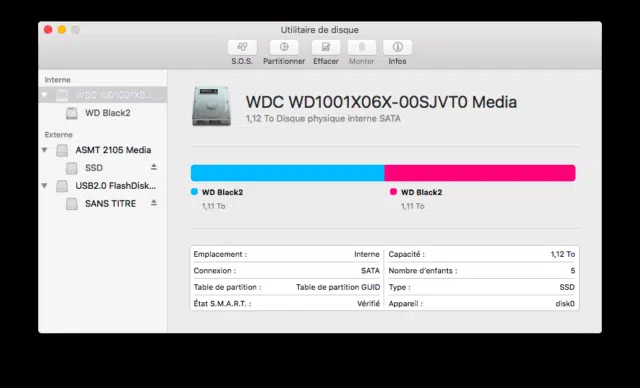 Utilitaire de disque
S.O.S. Partitionner Effacer Monter Infos
Interne
WDC WD1001X0...
WD Black2
Externe
ASMT 2105 Media
SSD
USB2.0 FlashDisk...
SANS TITRE
WDC WD1001X06X-00SJVT0 Media
1,12 To Disque physique interne SATA
WD Black2
1,11 To
WD Black2
1,11 To
Emplacement : Interne
Connexion : SATA
Table de partition : Table de partition GUID
État S.M.A.R.T. : Vérifié
Capacité : 1,12 To
Nombre d'enfants : 5
Type : SSD
Appareil : disk0